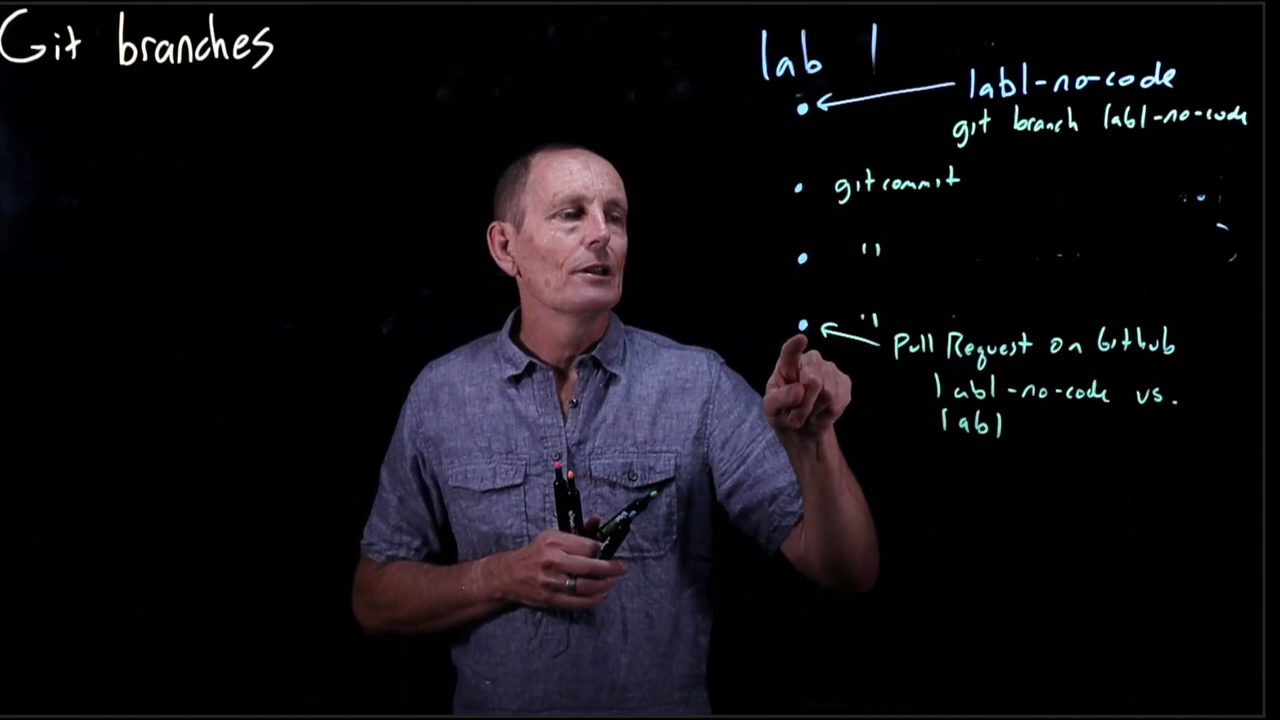 Git branches
lab 1
lab1-no-code
git branch lab1-no-code
git commit
"
"
Pull Request on Github
lab1-no-code vs.
lab1